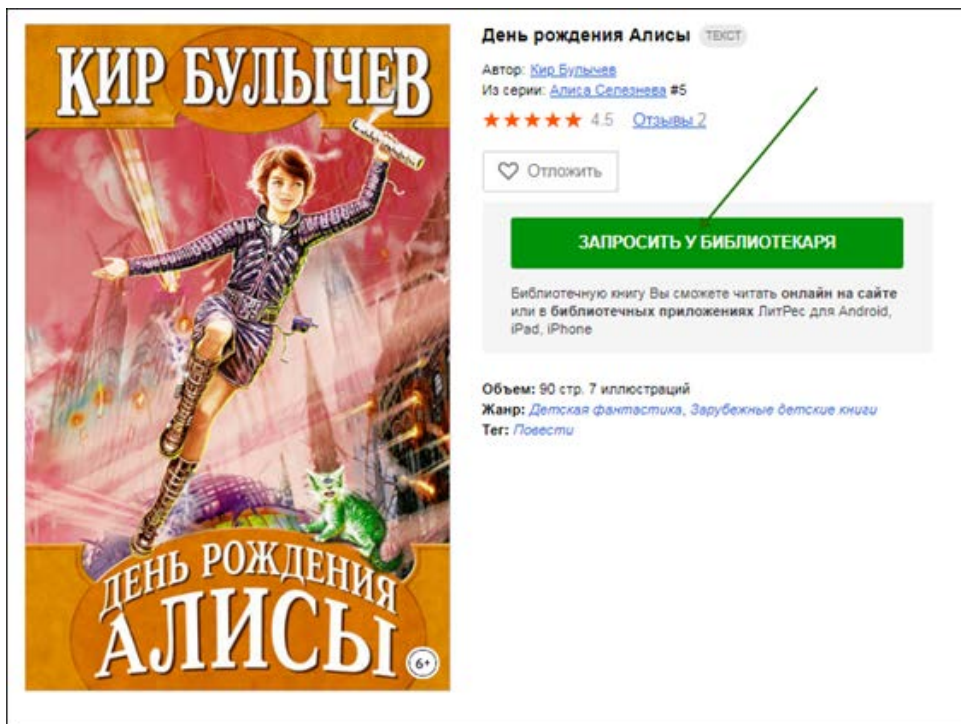 КИР БУЛЫЧЕВ
ДЕНЬ РОЖДЕНИЯ
АЛИСЫ
6+
День рождения Алисы ТЕКСТ
Автор: Кир Булычев
Из серии: Алиса Селезнева #5
4.5 Отзывы 2
Отложить
ЗАПРОСИТЬ У БИБЛИОТЕКАРЯ
Библиотечную книгу Вы сможете читать онлайн на сайте
или в библиотечных приложениях ЛитРес для Android,
iPad, iPhone
Объем: 90 стр. 7 иллюстраций
Жанр: Детская фантастика, Зарубежные детские книги
Тег: Повести